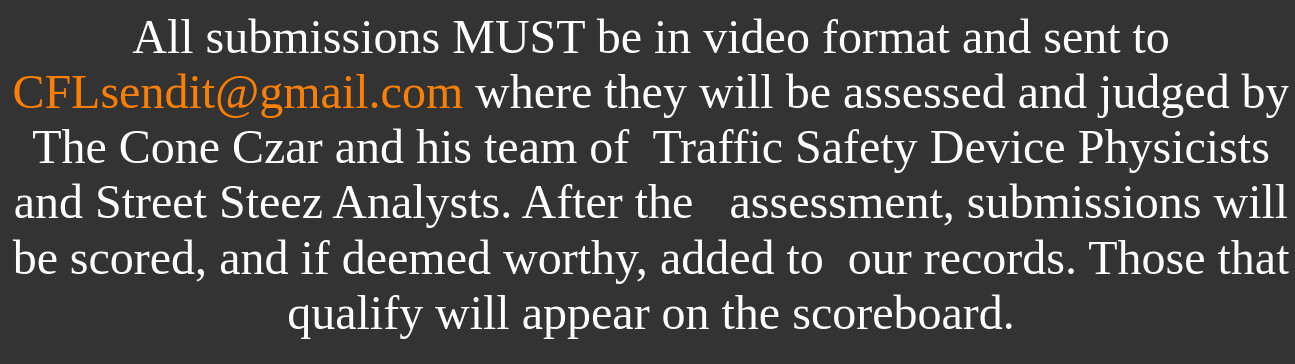 All submissions MUST be in video format and sent to
CFLsendit@gmail.com where they will be assessed and judged by
The Cone Czar and his team of  Traffic Safety Device Physicists
and Street Steez Analysts. After the   assessment, submissions will
be scored, and if deemed worthy, added to  our records. Those that
qualify will appear on the scoreboard.